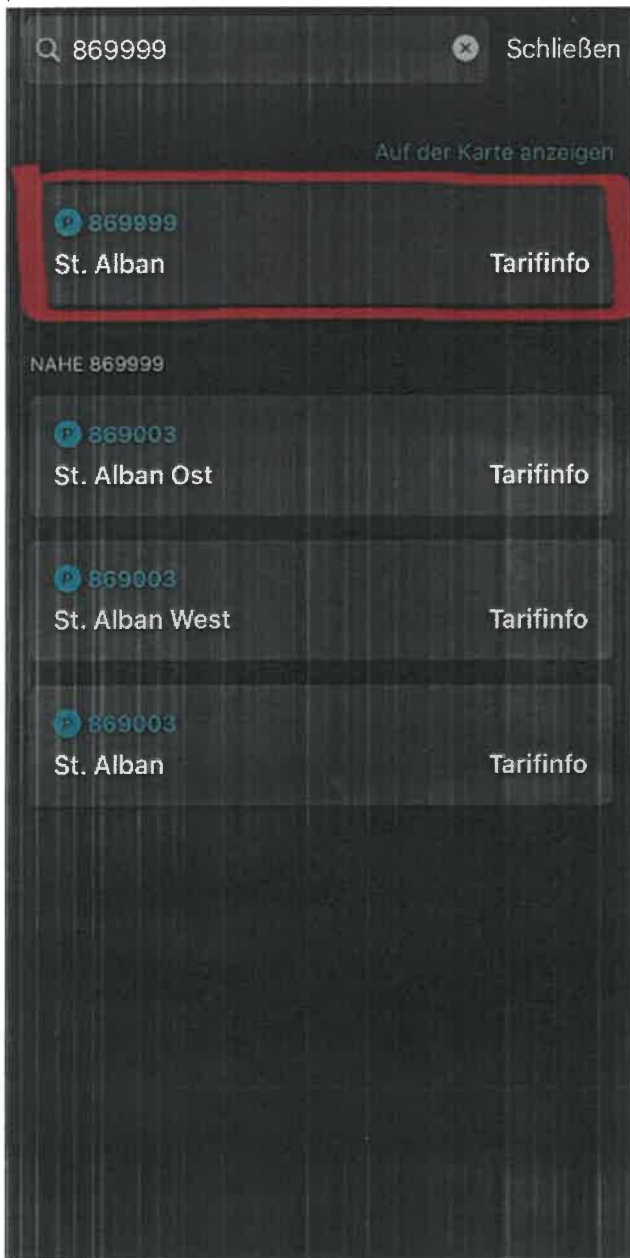 869999 Schließen
Auf der Karte anzeigen
P 869999
St. Alban Tarifinfo
NAHE 869999
P 869003
St. Alban Ost Tarifinfo
P 869003
St. Alban West Tarifinfo
P 869003
St. Alban Tarifinfo